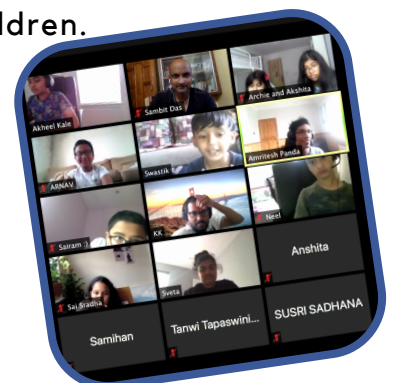 ldren.
Akheel Kale
Sambit Das
Archie and Akshita
ARNAV
Swastik
Amritesh Panda
Sairam :)
KK
Neel
Sai Sradha
Sveta
Anshita
Samihan
Tanwi Tapaswini...
SUSRI SADHANA